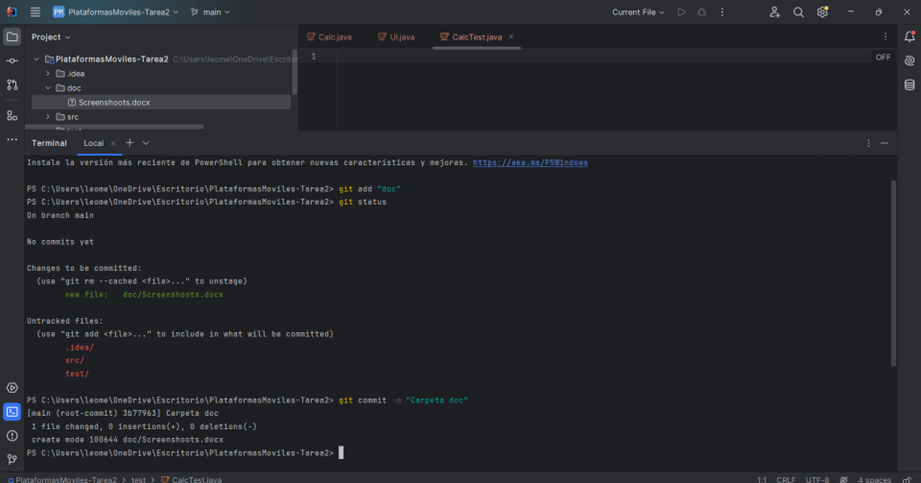 PM PlataformasMoviles-Tarea2 main Current File
Project
Calc.java UI.java CalcTest.java
PlataformasMoviles-Tarea2 C:\Users\leome\OneDrive\Escritor
.idea
doc
Screenshoots.docx
src
1
OFF
Terminal Local
Instale la versión más reciente de PowerShell para obtener nuevas características y mejoras. https://aka.ms/PSWindows
PS C:\Users\leome\OneDrive\Escritorio\PlataformasMoviles-Tarea2> git add "doc"
PS C:\Users\leome\OneDrive\Escritorio\PlataformasMoviles-Tarea2> git status
On branch main
No commits yet
Changes to be committed:
(use "git rm --cached <file>..." to unstage)
new file: doc/Screenshoots.docx
Untracked files:
(use "git add <file>..." to include in what will be committed)
.idea/
src/
test/
PS C:\Users\leome\OneDrive\Escritorio\PlataformasMoviles-Tarea2> git commit -m "Carpeta doc"
[main (root-commit) 3b77963] Carpeta doc
1 file changed, 0 insertions(+), 0 deletions(-)
create mode 100644 doc/Screenshoots.docx
PS C:\Users\leome\OneDrive\Escritorio\PlataformasMoviles-Tarea2>
PlataformasMoviles-Tarea2 > test > CalcTest.java 1:1 CRLF UTF-8 4 spaces